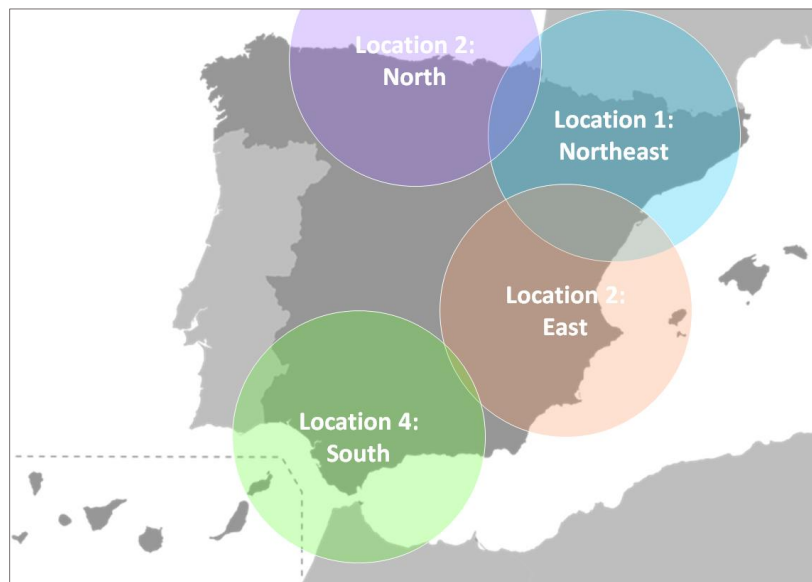 Location 2:
North
Location 1:
Northeast
Location 2:
East
Location 4:
South